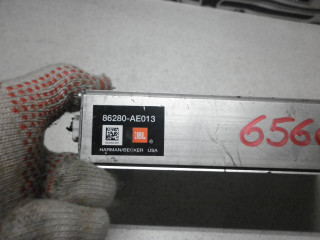 86280-AE013
JBL
HARMAN/BECKER USA
656